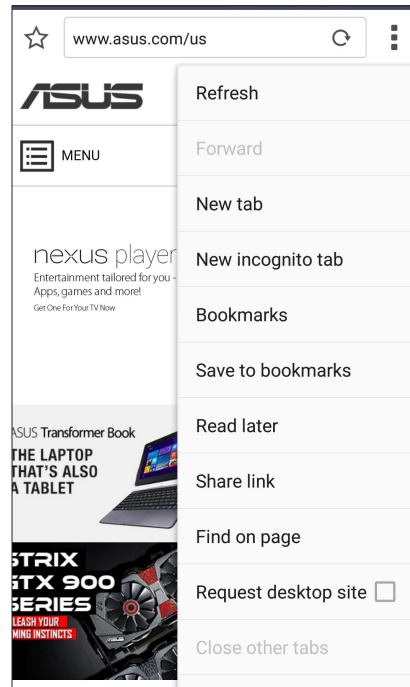 www.asus.com/us
ASUS
MENU
nexus player
Entertainment tailored for you -
Apps, games and more!
Get One For Your TV Now
ASUS Transformer Book
THE LAPTOP
THAT'S ALSO
A TABLET
STRIX
GTX 900
SERIES
LEASH YOUR
MING INSTINCTS
Refresh
Forward
New tab
New incognito tab
Bookmarks
Save to bookmarks
Read later
Share link
Find on page
Request desktop site
Close other tabs